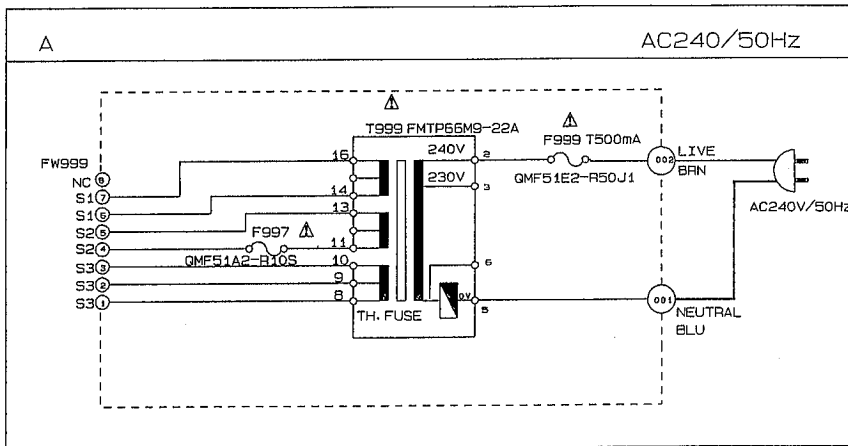 A
AC240/50Hz
T999 FMTP66M9-22A
F999 T500mA
FW999
16
240V
2
002
LIVE
NC 8
230V
QMF51E2-R50J1
BRN
S1 7
14
3
S1 6
13
AC240V/50Hz
S2 5
F997
S2 4
11
QMF51A2-R10S
10
6
S3 3
9
S3 2
8
0V
S3 1
TH. FUSE
5
001
NEUTRAL
BLU